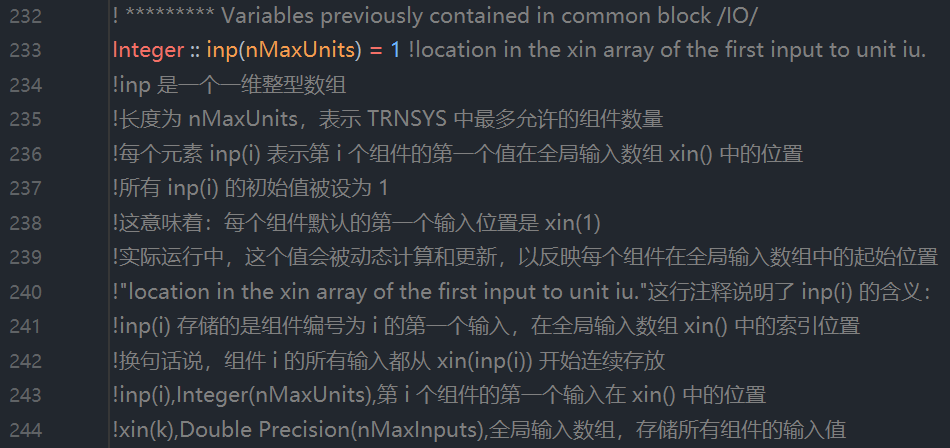 232 ! ********* Variables previously contained in common block /IO/
233 Integer :: inp(nMaxUnits) = 1 !location in the xin array of the first input to unit iu.
234 !inp 是一个一维整型数组
235 !长度为 nMaxUnits，表示 TRNSYS 中最多允许的组件数量
236 !每个元素 inp(i) 表示第 i 个组件的第一个值在全局输入数组 xin() 中的位置
237 !所有 inp(i) 的初始值被设为 1
238 !这意味着：每个组件默认的第一个输入位置是 xin(1)
239 !实际运行中，这个值会被动态计算和更新，以反映每个组件在全局输入数组中的起始位置
240 !"location in the xin array of the first input to unit iu."这行注释说明了 inp(i) 的含义：
241 !inp(i) 存储的是组件编号为 i 的第一个输入，在全局输入数组 xin() 中的索引位置
242 !换句话说，组件 i 的所有输入都从 xin(inp(i)) 开始连续存放
243 !inp(i),Integer(nMaxUnits),第 i 个组件的第一个输入在 xin() 中的位置
244 !xin(k),Double Precision(nMaxInputs),全局输入数组，存储所有组件的输入值